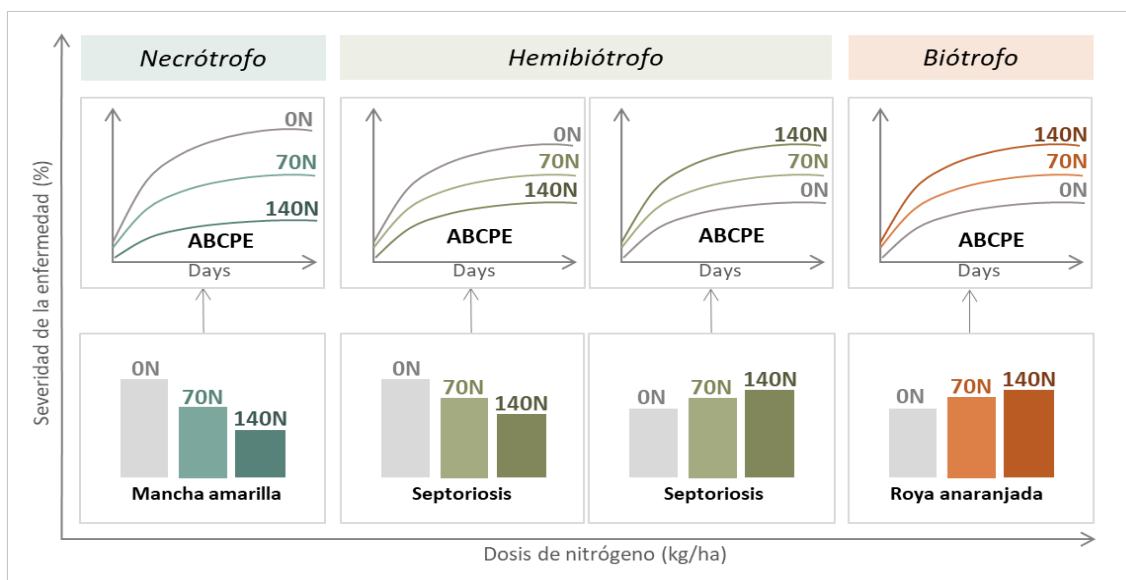 Severidad de la enfermedad (%)
Necrótrofo
Hemibiótrofo
Biótrofo
0N
70N
140N
ABCPE
Days
0N
70N
140N
ABCPE
Days
140N
70N
0N
ABCPE
Days
140N
70N
0N
ABCPE
Days
0N
70N
140N
Mancha amarilla
0N
70N
140N
Septoriosis
0N
70N
140N
Septoriosis
0N
70N
140N
Roya anaranjada
Dosis de nitrógeno (kg/ha)